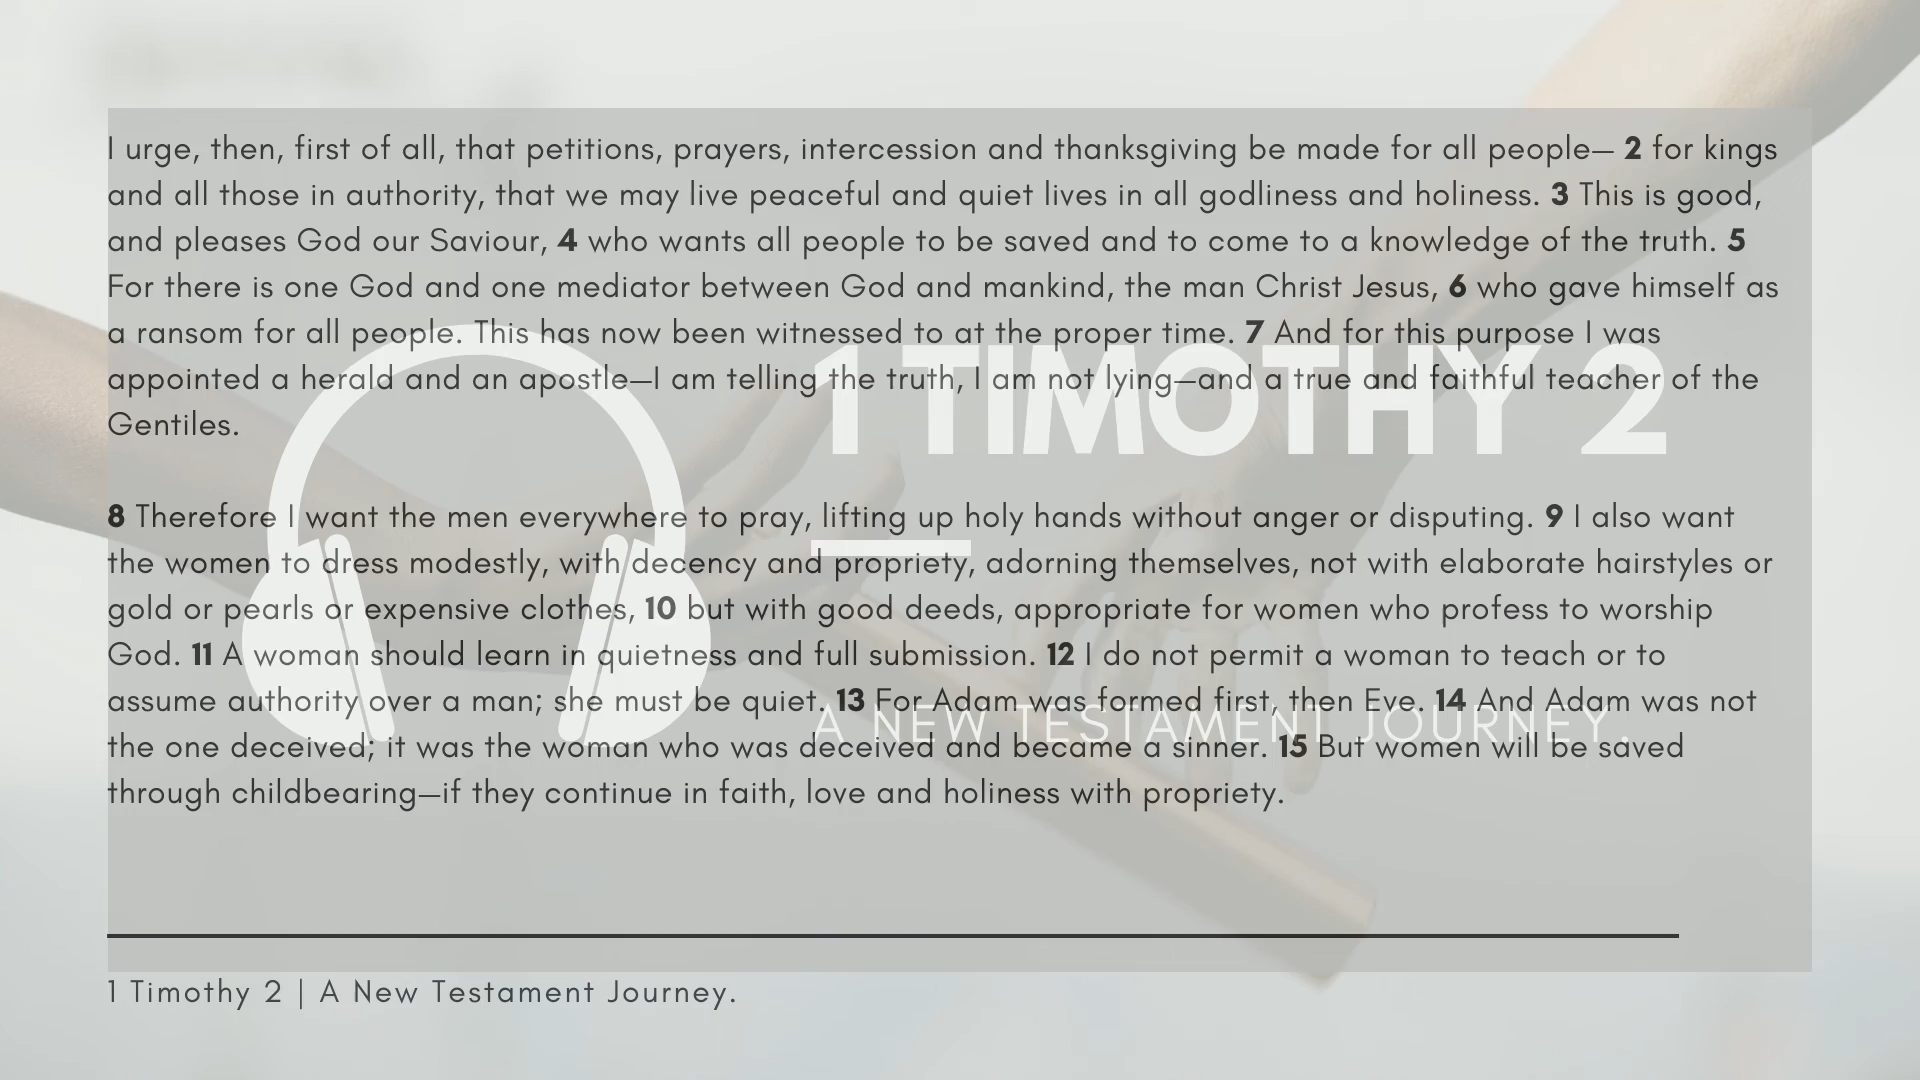 I urge, then, first of all, that petitions, prayers, intercession and thanksgiving be made for all people— 2 for kings
and all those in authority, that we may live peaceful and quiet lives in all godliness and holiness. 3 This is good,
and pleases God our Saviour, 4 who wants all people to be saved and to come to a knowledge of the truth. 5
For there is one God and one mediator between God and mankind, the man Christ Jesus, 6 who gave himself as
a ransom for all people. This has now been witnessed to at the proper time. 7 And for this purpose I was
appointed a herald and an apostle—I am telling the truth, I am not lying—and a true and faithful teacher of the
Gentiles.
8 Therefore I want the men everywhere to pray, lifting up holy hands without anger or disputing. 9 I also want
the women to dress modestly, with decency and propriety, adorning themselves, not with elaborate hairstyles or
gold or pearls or expensive clothes, 10 but with good deeds, appropriate for women who profess to worship
God. 11 A woman should learn in quietness and full submission. 12 I do not permit a woman to teach or to
assume authority over a man; she must be quiet. 13 For Adam was formed first, then Eve. 14 And Adam was not
the one deceived; it was the woman who was deceived and became a sinner. 15 But women will be saved
through childbearing—if they continue in faith, love and holiness with propriety.
1 TIMOTHY 2
A NEW TESTAMENT JOURNEY.
1 Timothy 2 | A New Testament Journey.